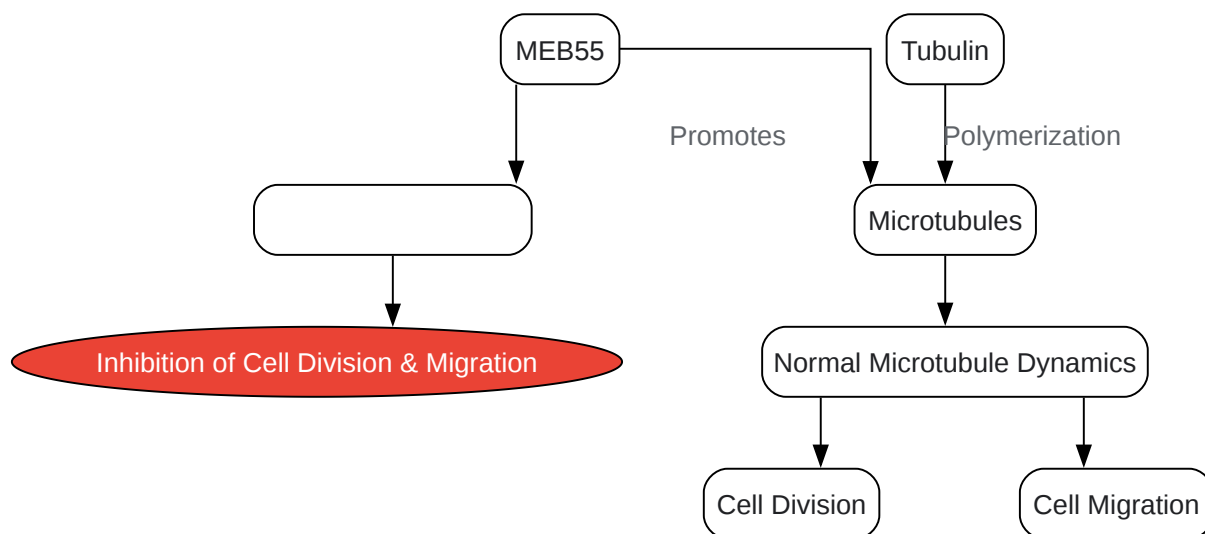 MEB55
Tubulin
Promotes
Polymerization
Microtubules
Inhibition of Cell Division & Migration
Normal Microtubule Dynamics
Cell Division
Cell Migration